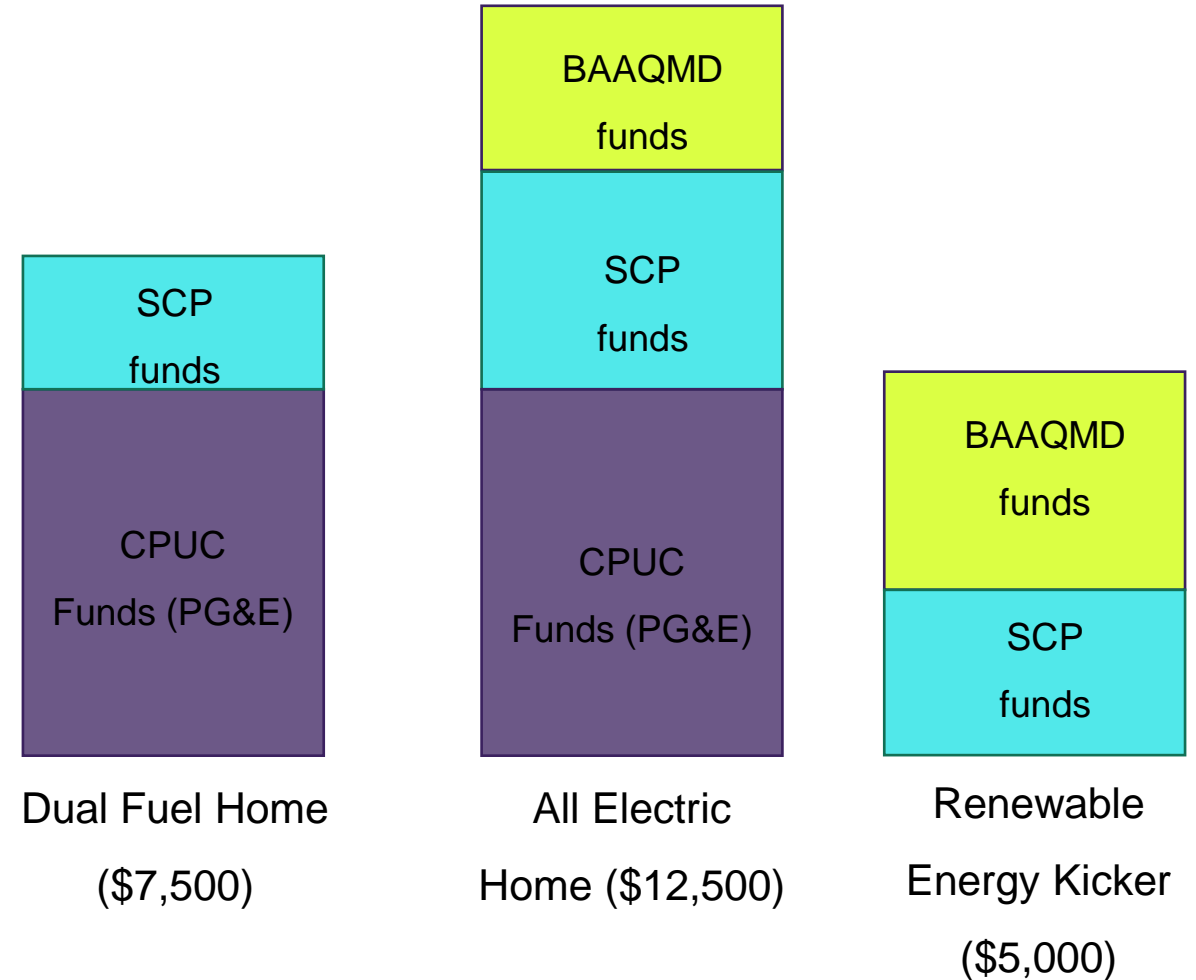 SCP
funds
CPUC
Funds (PG&E)
Dual Fuel Home
($7,500)
BAAQMD
funds
SCP
funds
CPUC
Funds (PG&E)
All Electric
Home ($12,500)
BAAQMD
funds
SCP
funds
Renewable
Energy Kicker
($5,000)